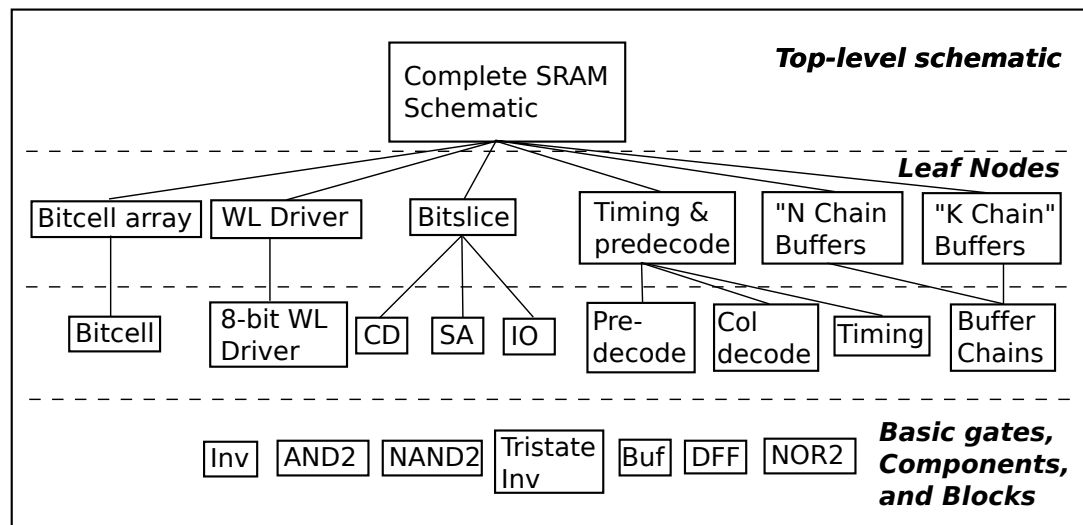 Top-level schematic
Complete SRAM
Schematic
Leaf Nodes
Bitcell array
WL Driver
Bitslice
Timing &
predecode
"N Chain
Buffers
"K Chain"
Buffers
Bitcell
8-bit WL
Driver
CD
SA
IO
Pre-
decode
Col
decode
Timing
Buffer
Chains
Inv
AND2
NAND2
Tristate
Inv
Buf
DFF
NOR2
Basic gates,
Components,
and Blocks